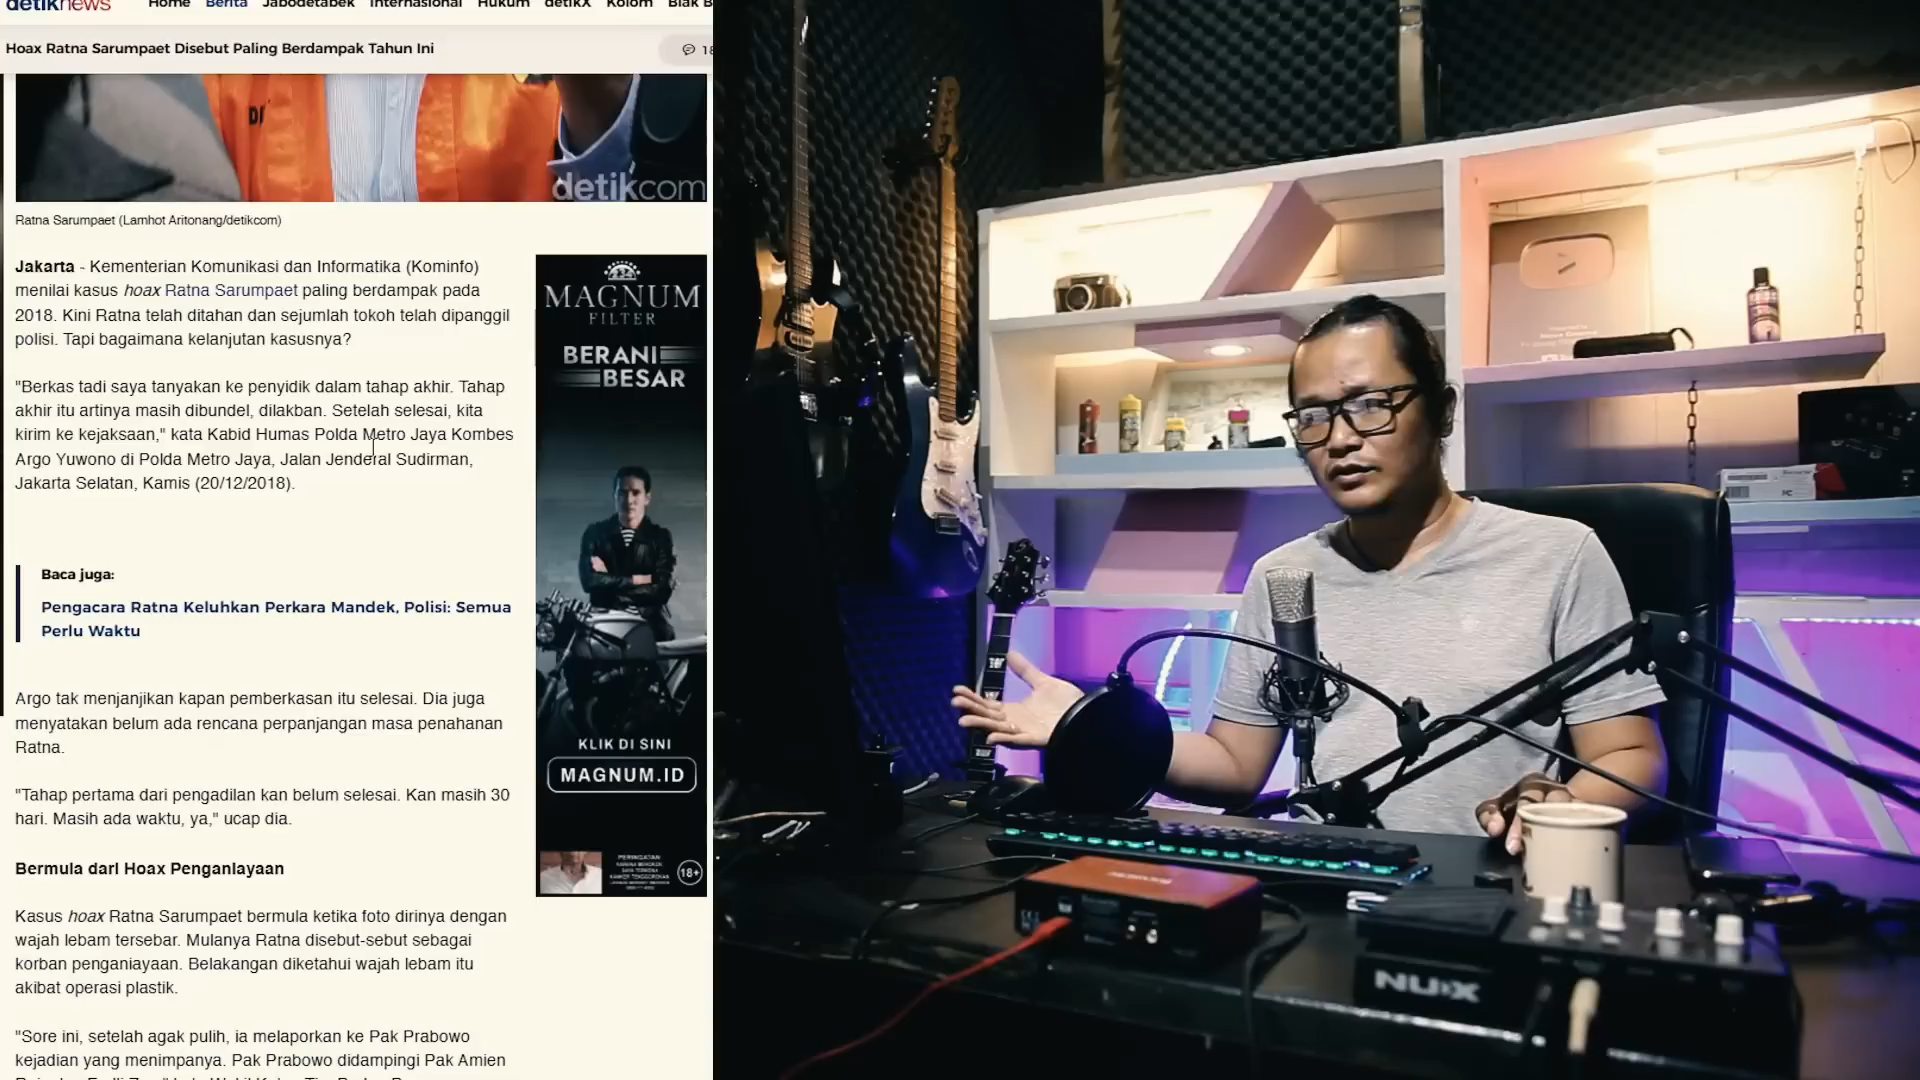 detiknews
Home Berita Jabodetabek Internasional Hukum detikX Kolom Blak B
Hoax Ratna Sarumpaet Disebut Paling Berdampak Tahun Ini
18
detikcom
Ratna Sarumpaet (Lamhot Aritonang/detikcom)
Jakarta - Kementerian Komunikasi dan Informatika (Kominfo)
menilai kasus hoax Ratna Sarumpaet paling berdampak pada
2018. Kini Ratna telah ditahan dan sejumlah tokoh telah dipanggil
polisi. Tapi bagaimana kelanjutan kasusnya?
"Berkas tadi saya tanyakan ke penyidik dalam tahap akhir. Tahap
akhir itu artinya masih dibundel, dilakban. Setelah selesai, kita
kirim ke kejaksaan," kata Kabid Humas Polda Metro Jaya Kombes
Argo Yuwono di Polda Metro Jaya, Jalan Jenderal Sudirman,
Jakarta Selatan, Kamis (20/12/2018).
Baca juga:
Pengacara Ratna Keluhkan Perkara Mandek, Polisi: Semua
Perlu Waktu
Argo tak menjanjikan kapan pemberkasan itu selesai. Dia juga
menyatakan belum ada rencana perpanjangan masa penahanan
Ratna.
"Tahap pertama dari pengadilan kan belum selesai. Kan masih 30
hari. Masih ada waktu, ya," ucap dia.
Bermula dari Hoax Penganiayaan
Kasus hoax Ratna Sarumpaet bermula ketika foto dirinya dengan
wajah lebam tersebar. Mulanya Ratna disebut-sebut sebagai
korban penganiayaan. Belakangan diketahui wajah lebam itu
akibat operasi plastik.
"Sore ini, setelah agak pulih, ia melaporkan ke Pak Prabowo
kejadian yang menimpanya. Pak Prabowo didampingi Pak Amien
234
MAGNUM
FILTER
BERANI
BESAR
KLIK DI SINI
MAGNUM.ID
PERINGATAN
18+
NUX